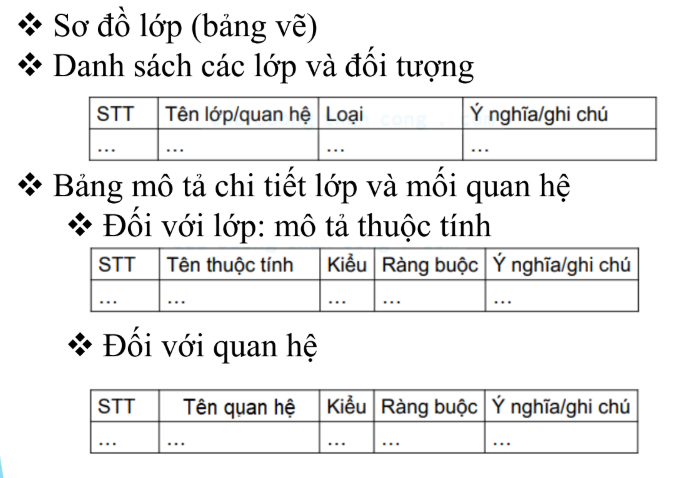 ❖ Sơ đồ lớp (bảng vẽ)
❖ Danh sách các lớp và đối tượng
STT Tên lớp/quan hệ Loại Ý nghĩa/ghi chú
... ... ... ...
❖ Bảng mô tả chi tiết lớp và mối quan hệ
❖ Đối với lớp: mô tả thuộc tính
STT Tên thuộc tính Kiểu Ràng buộc Ý nghĩa/ghi chú
... ... ... ... ...
❖ Đối với quan hệ
STT Tên quan hệ Kiểu Ràng buộc Ý nghĩa/ghi chú
... ... ... ... ...